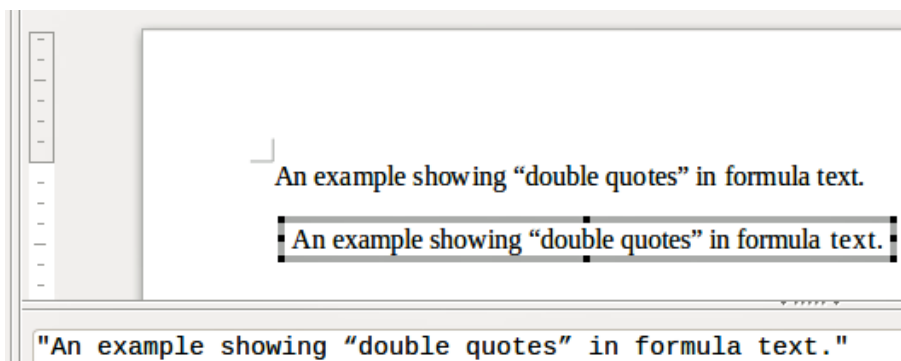 An example showing “double quotes” in formula text.
An example showing “double quotes” in formula text.
"An example showing “double quotes” in formula text."